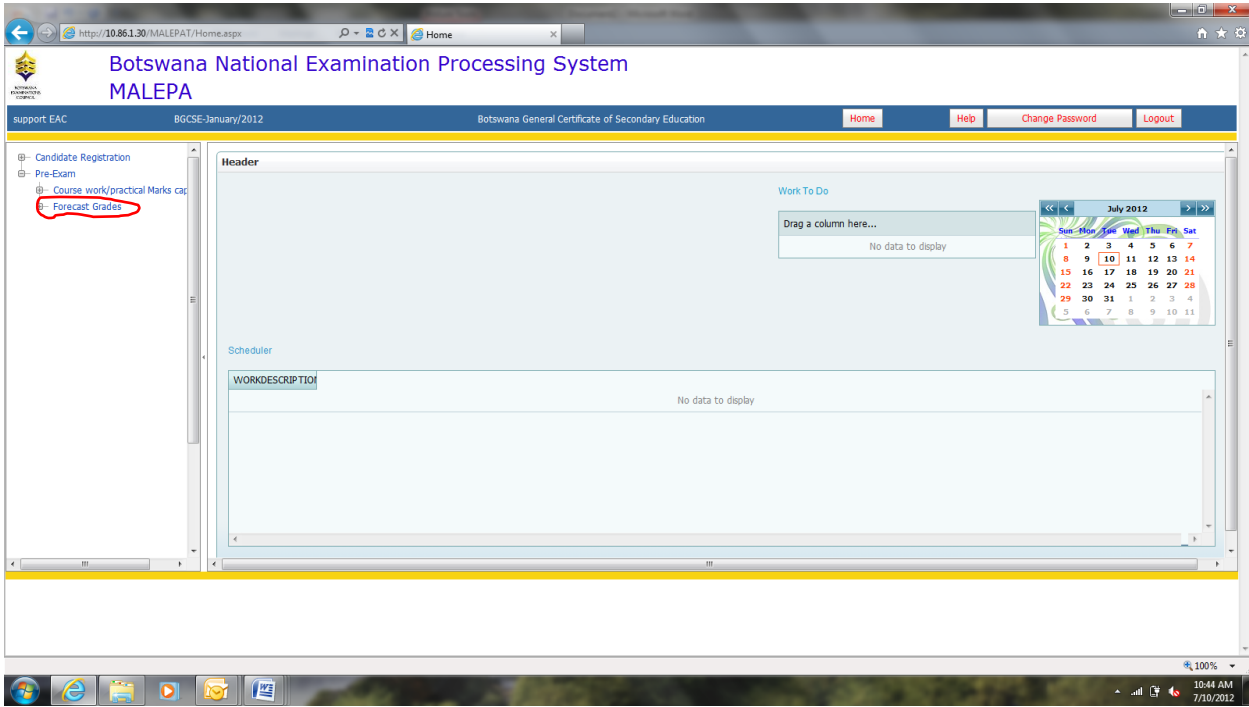 http://10.86.1.30/MALEPAT/Home.aspx
Home
BOTSWANA
EXAMINATIONS
COUNCIL
Botswana National Examination Processing System
MALEPA
support EAC BGCSE-January/2012 Botswana General Certificate of Secondary Education Home Help Change Password Logout
Candidate Registration
Pre-Exam
Course work/practical Marks cap
Forecast Grades
Header
Work To Do
Drag a column here...
No data to display
July 2012
Sun Mon Tue Wed Thu Fri Sat
1 2 3 4 5 6 7
8 9 10 11 12 13 14
15 16 17 18 19 20 21
22 23 24 25 26 27 28
29 30 31 1 2 3 4
5 6 7 8 9 10 11
Scheduler
WORKDESCRIPTION
No data to display
100%
10:44 AM
7/10/2012